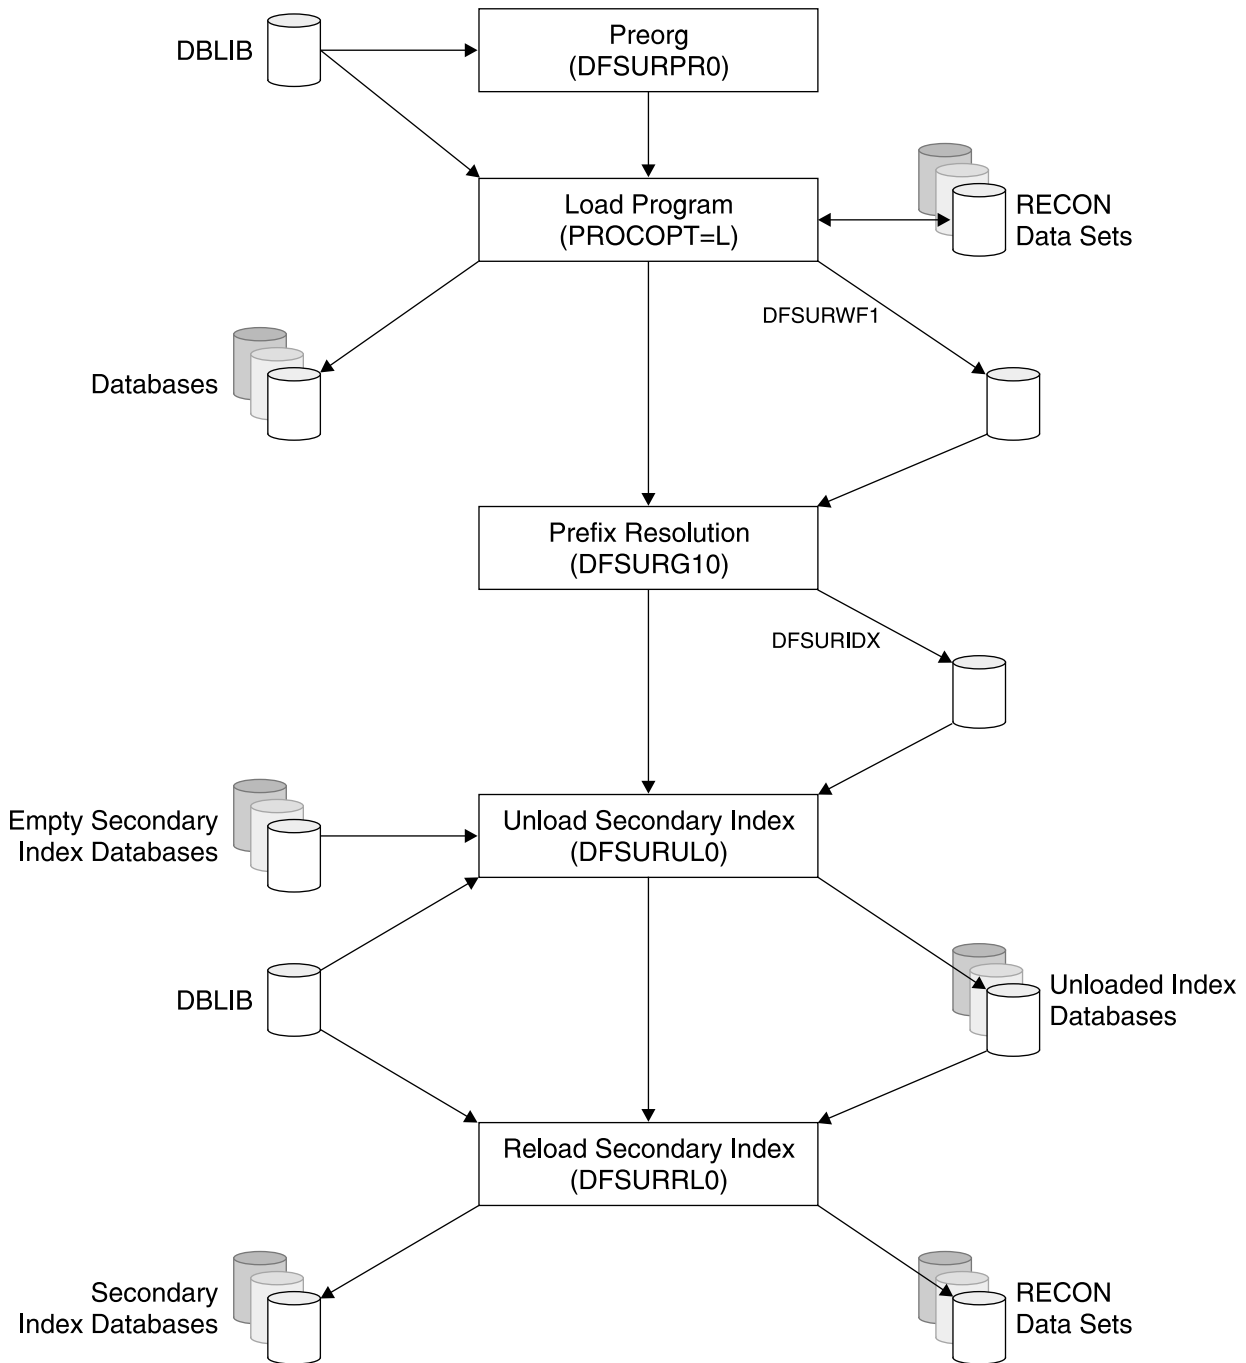 Preorg
(DFSURPR0)
DBLIB
Load Program
(PROCOPT=L)
RECON
Data Sets
DFSURWF1
Databases
Prefix Resolution
(DFSURG10)
DFSURIDX
Empty Secondary
Index Databases
Unload Secondary Index
(DFSURUL0)
DBLIB
Unloaded Index
Databases
Reload Secondary Index
(DFSURRL0)
Secondary
Index Databases
RECON
Data Sets